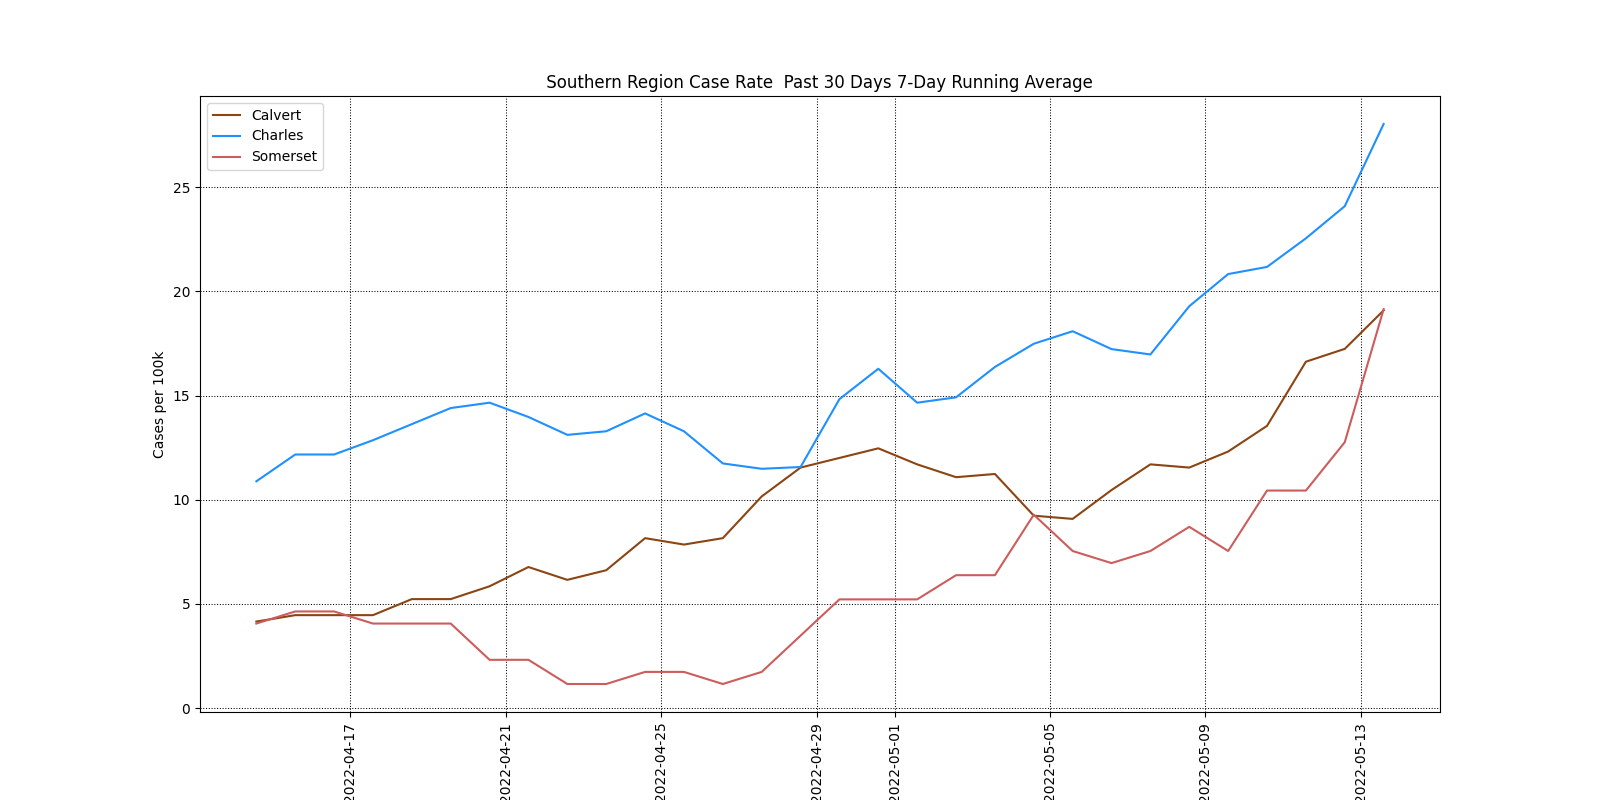 Southern Region Case Rate  Past 30 Days 7-Day Running Average
Calvert
Charles
Somerset
25
20
15
10
5
0
Cases per 100k
2022-04-17
2022-04-21
2022-04-25
2022-04-29
2022-05-01
2022-05-05
2022-05-09
2022-05-13